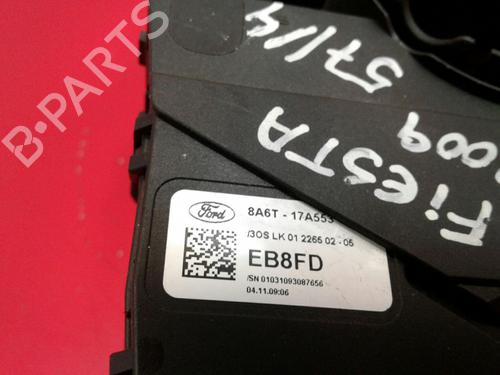 FiESTA
2009 57114
Ford
8A6T - 17A553
/3OS LK 01 2265 02 - 05
EB8FD
/SN 01031093087656
04.11.09:06
B-PARTS